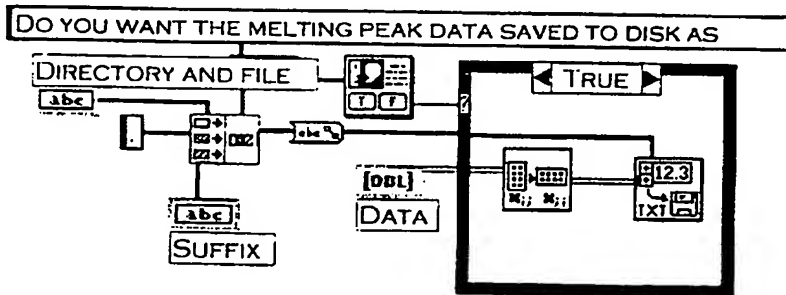 DO YOU WANT THE MELTING PEAK DATA SAVED TO DISK AS
DIRECTORY AND FILE
TRUE
abc
T F
?
abc
12.3
[DBL]
TXT
DATA
abc
SUFFIX